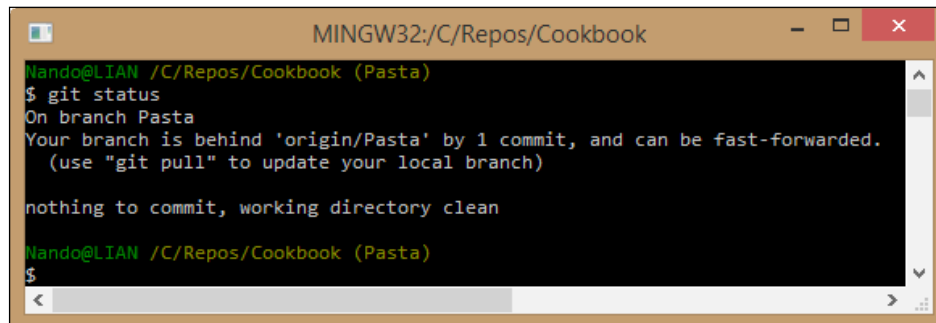 MINGW32:/C/Repos/Cookbook
Nando@LIAN /C/Repos/Cookbook (Pasta)
$ git status
On branch Pasta
Your branch is behind 'origin/Pasta' by 1 commit, and can be fast-forwarded.
  (use "git pull" to update your local branch)
nothing to commit, working directory clean
Nando@LIAN /C/Repos/Cookbook (Pasta)
$